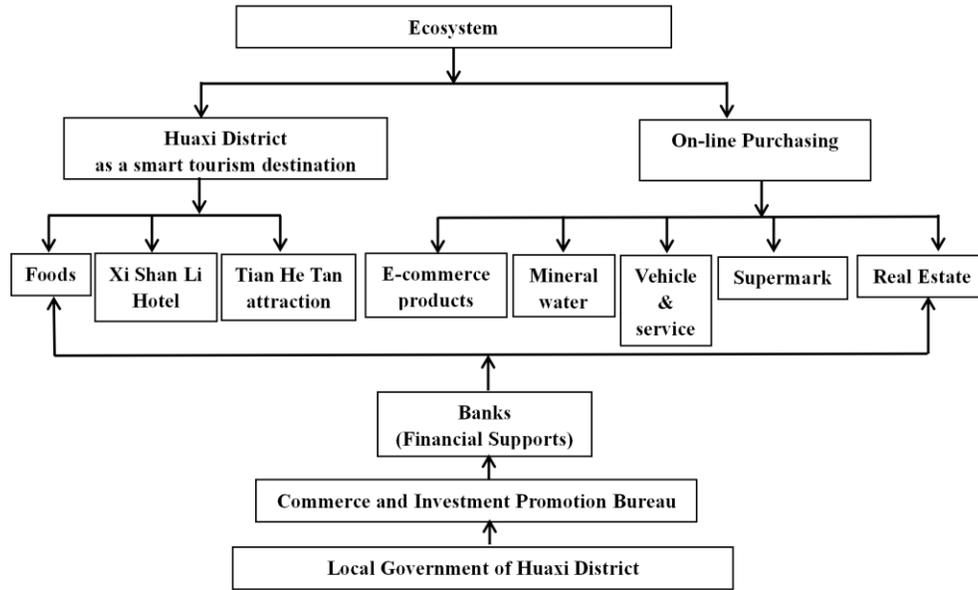 Ecosystem
Huaxi District
as a smart tourism destination
On-line Purchasing
Foods
Xi Shan Li
Hotel
Tian He Tan
attraction
E-commerce
products
Mineral
water
Vehicle
&
service
Supermark
Real Estate
Banks
(Financial Supports)
Commerce and Investment Promotion Bureau
Local Government of Huaxi District